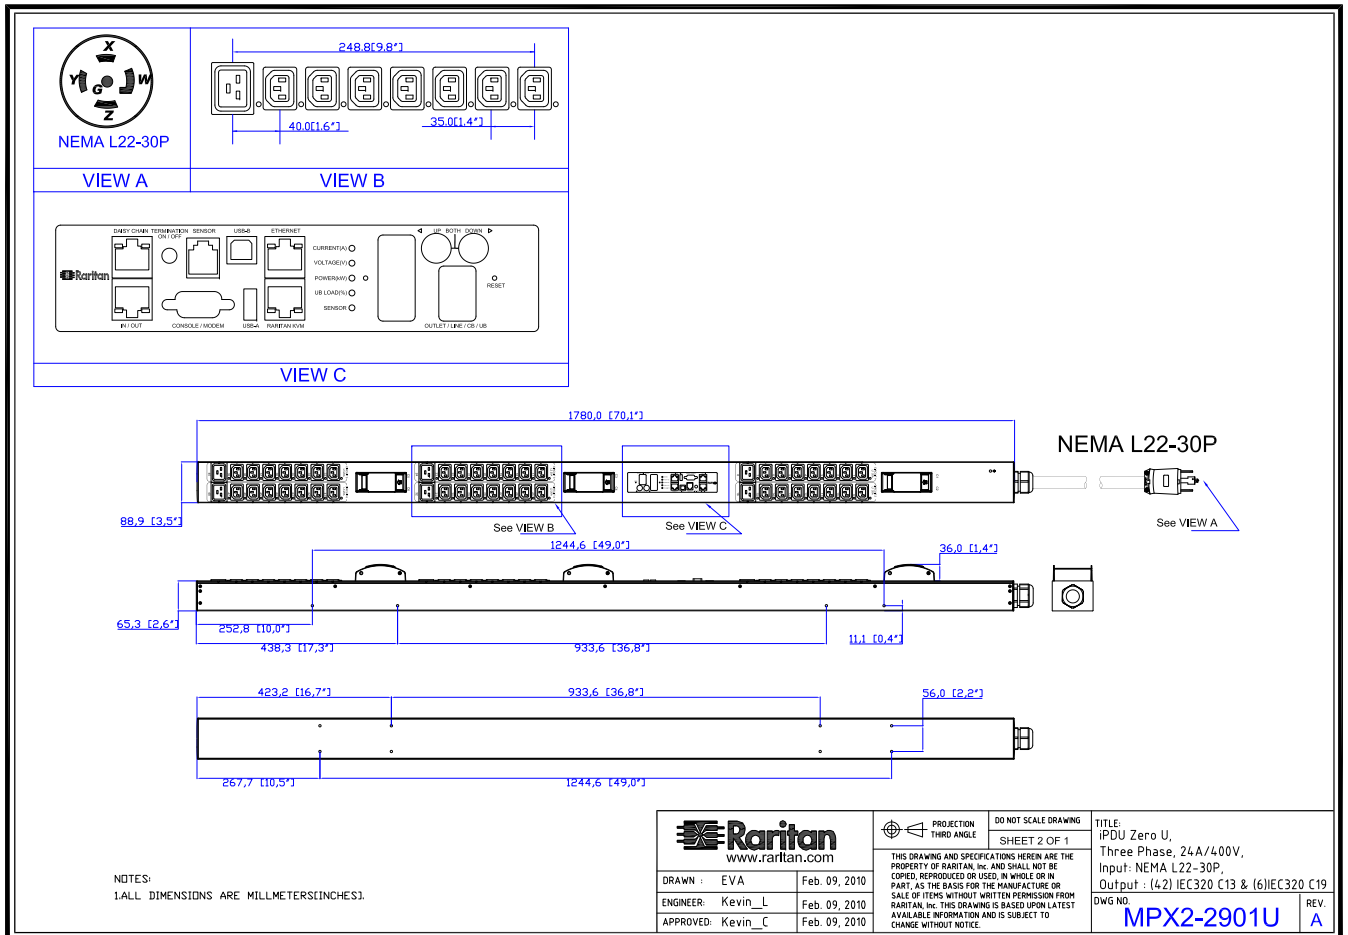 X
Y
W
G
Z
NEMA L22-30P
VIEW A
248.8[9.8"]
40.0[1.6"]
35.0[1.4"]
VIEW B
DAISY CHAIN
TERMINATION
ON / OFF
SENSOR
USB-B
ETHERNET
Raritan
IN / OUT
CONSOLE / MODEM
USB-A
RARITAN KVM
CURRENT(A)
VOLTAGE(V)
POWER(kW)
UB LOAD(%)
SENSOR
UP BOTH DOWN
RESET
OUTLET / LINE / CB / UB
VIEW C
1780,0 [70,1"]
NEMA L22-30P
88,9 [3,5"]
See VIEW B
See VIEW C
See VIEW A
1244,6 [49,0"]
36,0 [1,4"]
65,3 [2,6"]
252,8 [10,0"]
438,3 [17,3"]
933,6 [36,8"]
11,1 [0,4"]
423,2 [16,7"]
933,6 [36,8"]
56,0 [2,2"]
267,7 [10,5"]
1244,6 [49,0"]
NOTES:
1.ALL DIMENSIONS ARE MILLMETERS[INCHES].
Raritan
www.raritan.com
DRAWN : EVA Feb. 09, 2010
ENGINEER: Kevin_L Feb. 09, 2010
APPROVED: Kevin_C Feb. 09, 2010
PROJECTION
THIRD ANGLE
DO NOT SCALE DRAWING
SHEET 2 OF 1
THIS DRAWING AND SPECIFICATIONS HEREIN ARE THE
PROPERTY OF RARITAN, Inc. AND SHALL NOT BE
COPIED, REPRODUCED OR USED, IN WHOLE OR IN
PART, AS THE BASIS FOR THE MANUFACTURE OR
SALE OF ITEMS WITHOUT WRITTEN PERMISSION FROM
RARITAN, Inc. THIS DRAWING IS BASED UPON LATEST
AVAILABLE INFORMATION AND IS SUBJECT TO
CHANGE WITHOUT NOTICE.
TITLE:
iPDU Zero U,
Three Phase, 24A/400V,
Input: NEMA L22-30P,
Output : (42) IEC320 C13 & (6)IEC320 C19
DWG NO.
MPX2-2901U
REV.
A